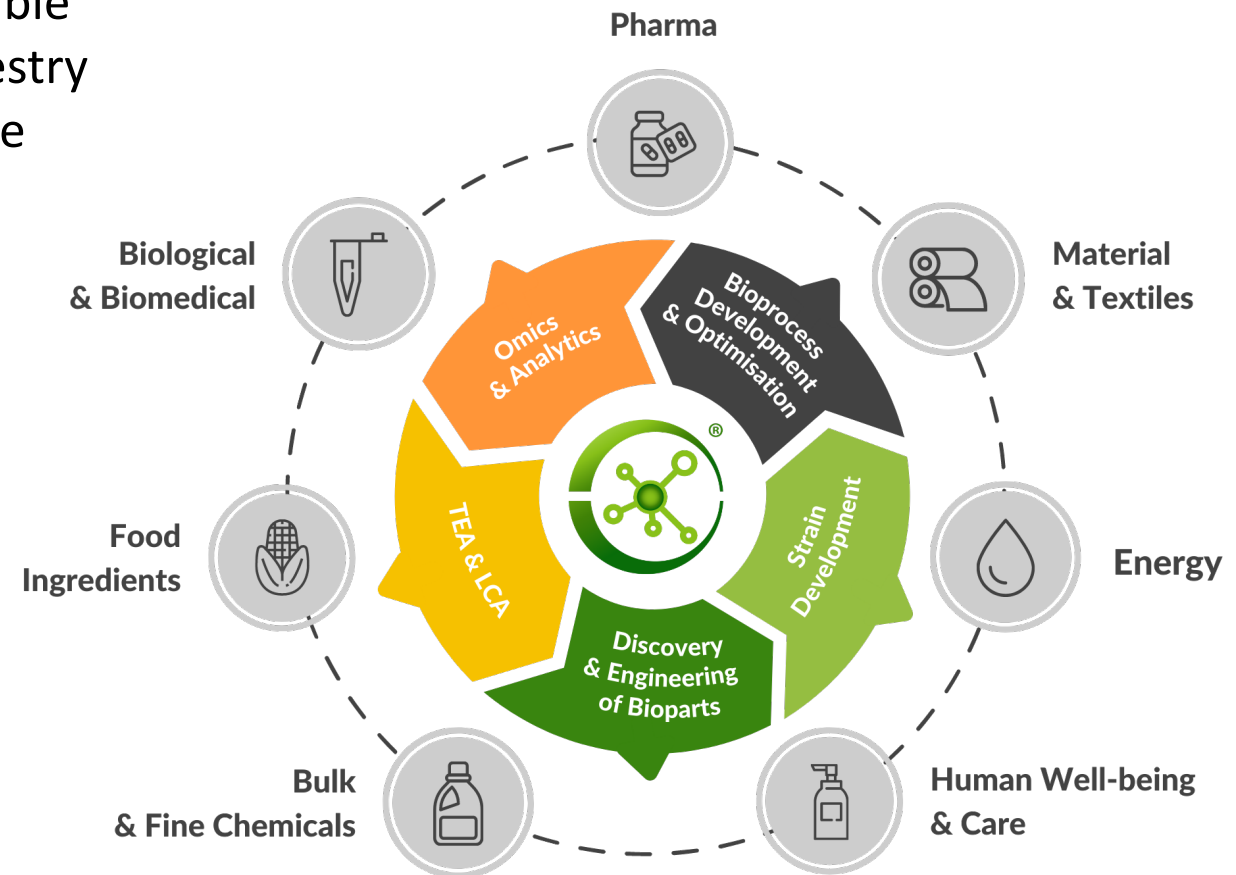 Pharma
Material
& Textiles
Energy
Human Well-being
& Care
Bulk
& Fine Chemicals
Food
Ingredients
Biological
& Biomedical
Omics
& Analytics
Bioprocess
Development
& Optimisation
Strain
Development
Discovery
& Engineering
of Bioparts
TEA & LCA
®